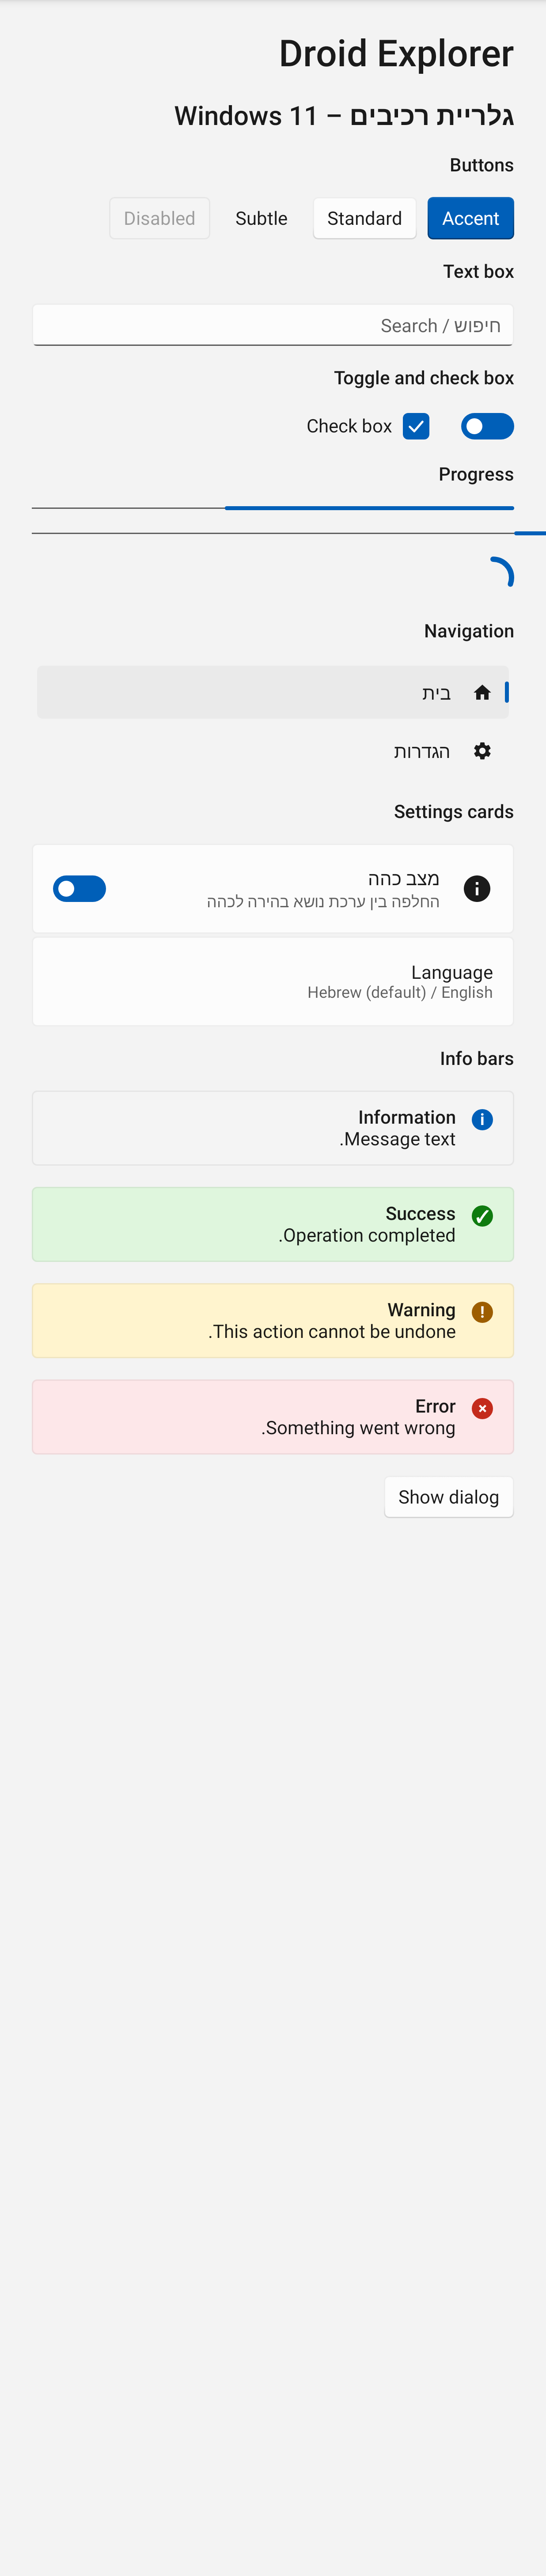 Droid Explorer
גלריית רכיבים – Windows 11
Buttons
Accent
Standard
Subtle
Disabled
Text box
חיפוש / Search
Toggle and check box
Check box
Progress
Navigation
בית
הגדרות
Settings cards
מצב כהה
החלפה בין ערכת נושא בהירה לכהה
Language
Hebrew (default) / English
Info bars
Information
Message text.
Success
Operation completed.
Warning
This action cannot be undone.
Error
Something went wrong.
Show dialog